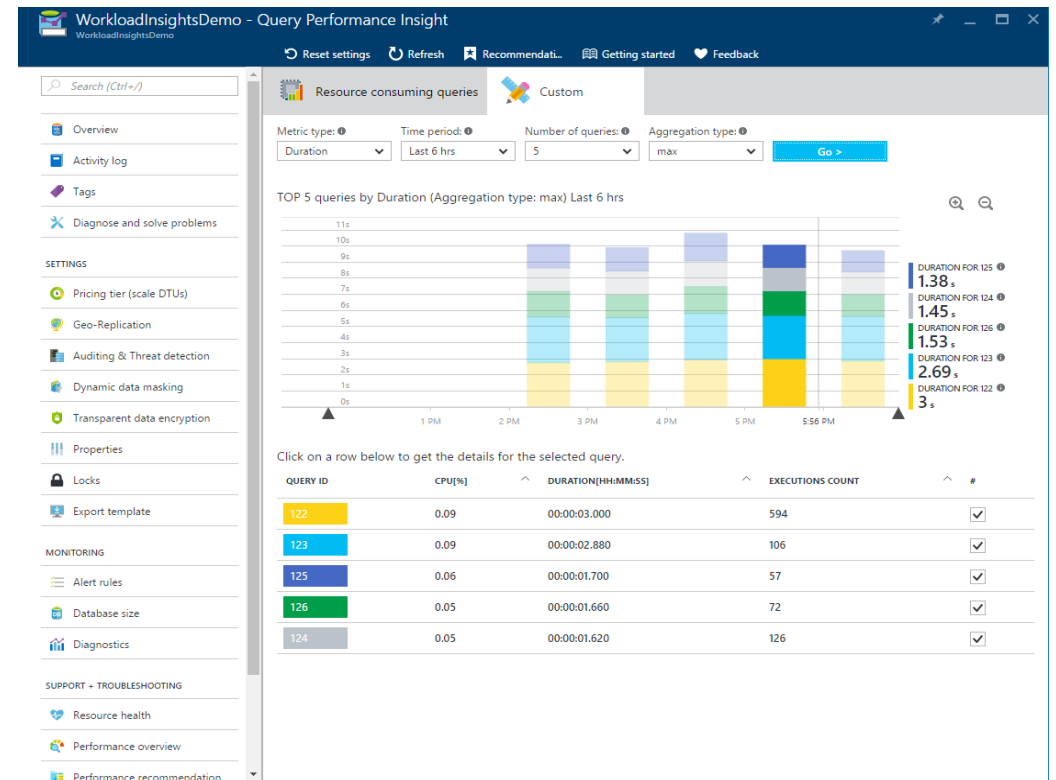 WorkloadInsightsDemo - Query Performance Insight
WorkloadInsightsDemo
Reset settings Refresh Recommendati... Getting started Feedback
Search (Ctrl+/)
Overview
Activity log
Tags
Diagnose and solve problems
SETTINGS
Pricing tier (scale DTUs)
Geo-Replication
Auditing & Threat detection
Dynamic data masking
Transparent data encryption
Properties
Locks
Export template
MONITORING
Alert rules
Database size
Diagnostics
SUPPORT + TROUBLESHOOTING
Resource health
Performance overview
Performance recommendation
Resource consuming queries Custom
Metric type: Time period: Number of queries: Aggregation type:
Duration Last 6 hrs 5 max Go >
TOP 5 queries by Duration (Aggregation type: max) Last 6 hrs
11s
10s
9s
8s
7s
6s
5s
4s
3s
2s
1s
0s
1 PM 2 PM 3 PM 4 PM 5 PM 5:56 PM
DURATION FOR 125
1.38 s
DURATION FOR 124
1.45 s
DURATION FOR 126
1.53 s
DURATION FOR 123
2.69 s
DURATION FOR 122
3 s
Click on a row below to get the details for the selected query.
QUERY ID CPU[%] DURATION[HH:MM:SS] EXECUTIONS COUNT #
122 0.09 00:00:03.000 594
123 0.09 00:00:02.880 106
125 0.06 00:00:01.700 57
126 0.05 00:00:01.660 72
124 0.05 00:00:01.620 126